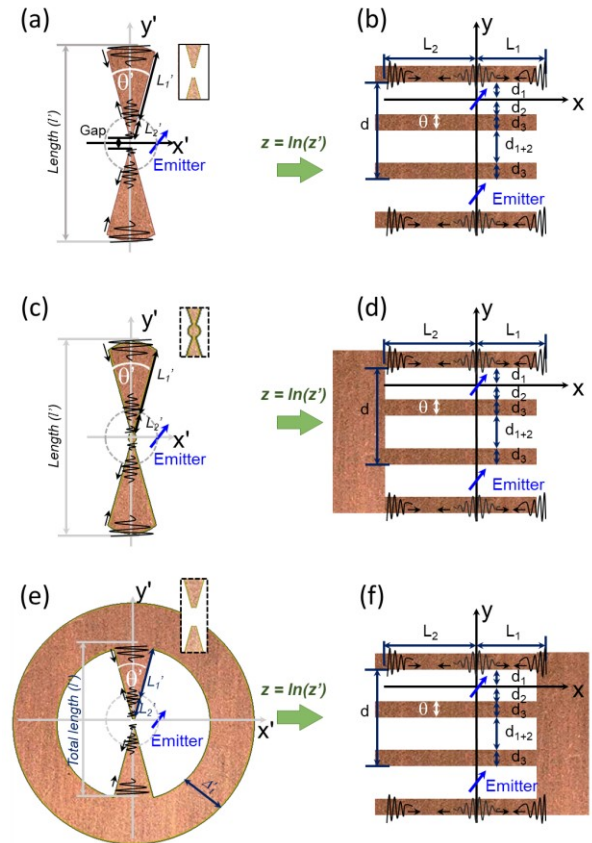 (a)
y'
θ'
L₁'
Length (l')
Gap
L₂'
x'
Emitter
z = ln(z')
(b)
y
L₂
L₁
d₁
x
d₂
d
θ
d₃
d₁₊₂
d₃
Emitter
(c)
y'
θ'
L₁'
Length (l')
L₂'
x'
Emitter
z = ln(z')
(d)
y
L₂
L₁
d₁
x
d₂
d
θ
d₃
d₁₊₂
d₃
Emitter
(e)
y'
θ'
L₁'
Total length (l')
L₂'
x'
Emitter
z = ln(z')
(f)
y
L₂
L₁
d₁
x
d₂
d
θ
d₃
d₁₊₂
d₃
Emitter